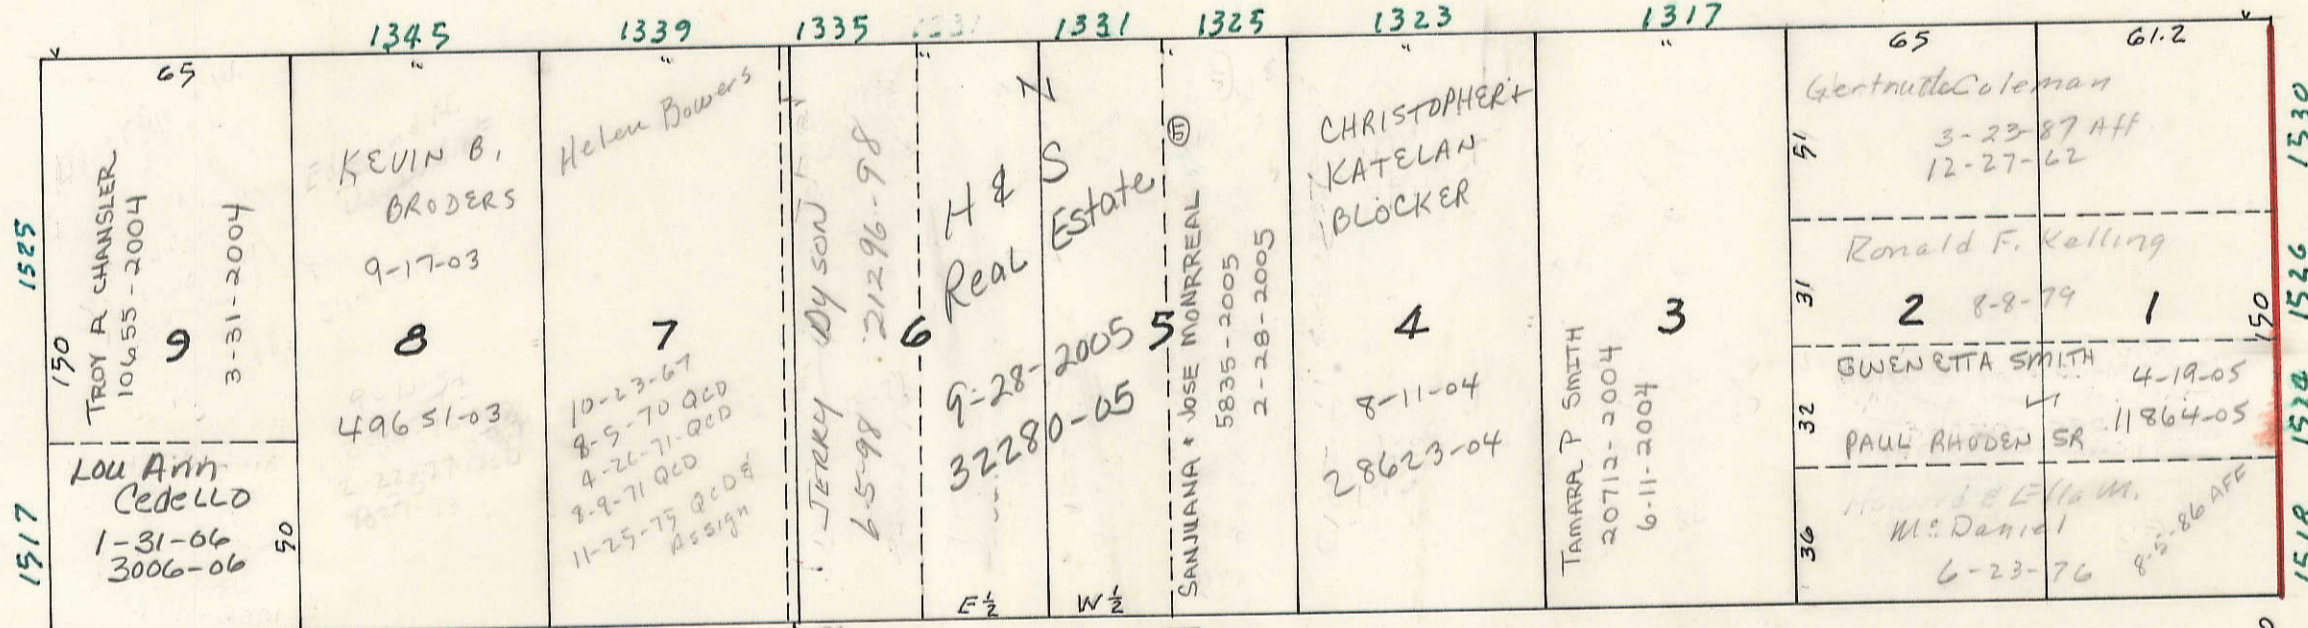 1345
1339
1335
1331
1331
1325
1323
1317
65
"
"
"
"
"
65
61.2
1525
1517
TROY A CHANSLER
10655-2004
3-31-2004
150
9
Lou Ann
Cedello
1-31-06
3006-06
50
KEVIN B.
BRODERS
9-17-03
8
49651-03
Helen Bowers
7
10-23-67
8-5-70 QCD
4-26-71 QCD
8-9-71 QCD
11-25-75 QCD &
Assign
JERRY DYSON
6-5-98 21296-98
6
H & N S
Real Estate
9-28-2005
32280-05
E½
W½
5
SANJUANA & JOSE MONRREAL
5835-2005
2-28-2005
CHRISTOPHER &
KATELAN
BLOCKER
4
8-11-04
28623-04
3
TAMARA P SMITH
20712-2004
6-11-2004
51
Gertrude Coleman
3-23-87 Aff
12-27-62
31
Ronald F. Kelling
8-8-79
2
1
150
32
GWENETTA SMITH
4-19-05
PAUL RHODEN SR
11864-05
36
& Ella M.
McDaniel
6-23-76
8-5-86 AFF
1530
1526
1524
1518